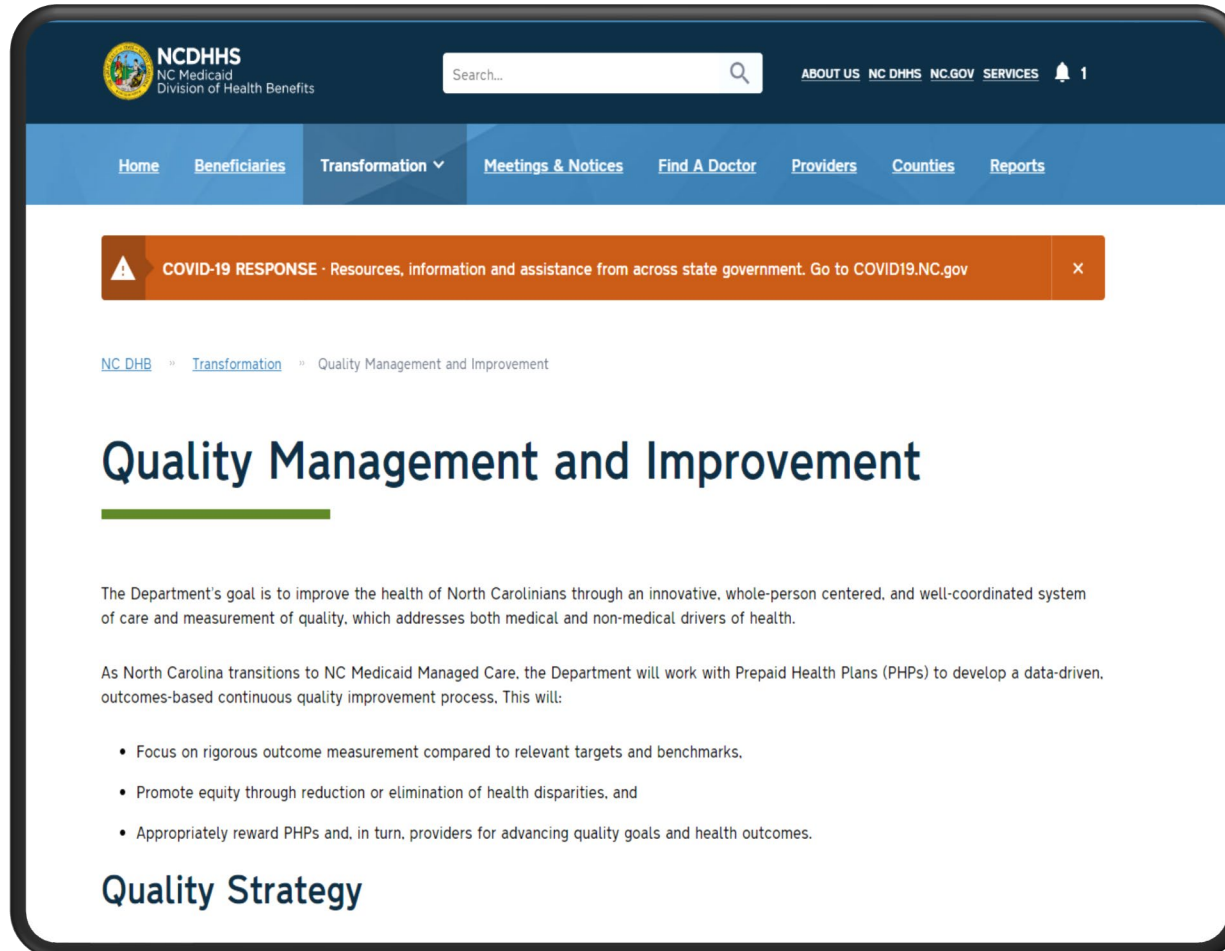 NCDHHS
NC Medicaid
Division of Health Benefits
Search...
ABOUT US NC DHHS NC.GOV SERVICES 1
Home Beneficiaries Transformation Meetings & Notices Find A Doctor Providers Counties Reports
COVID-19 RESPONSE · Resources, information and assistance from across state government. Go to COVID19.NC.gov ×
NC DHB » Transformation » Quality Management and Improvement
Quality Management and Improvement
The Department's goal is to improve the health of North Carolinians through an innovative, whole-person centered, and well-coordinated system
of care and measurement of quality, which addresses both medical and non-medical drivers of health.
As North Carolina transitions to NC Medicaid Managed Care, the Department will work with Prepaid Health Plans (PHPs) to develop a data-driven,
outcomes-based continuous quality improvement process, This will:
• Focus on rigorous outcome measurement compared to relevant targets and benchmarks,
• Promote equity through reduction or elimination of health disparities, and
• Appropriately reward PHPs and, in turn, providers for advancing quality goals and health outcomes.
Quality Strategy